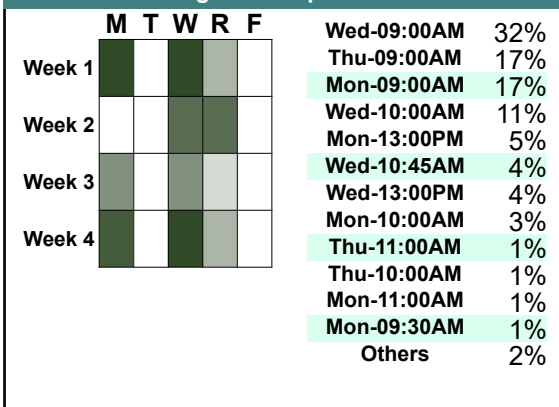 M T W R F
Week 1
Week 2
Week 3
Week 4
Wed-09:00AM 32%
Thu-09:00AM 17%
Mon-09:00AM 17%
Wed-10:00AM 11%
Mon-13:00PM 5%
Wed-10:45AM 4%
Wed-13:00PM 4%
Mon-10:00AM 3%
Thu-11:00AM 1%
Thu-10:00AM 1%
Mon-11:00AM 1%
Mon-09:30AM 1%
Others 2%